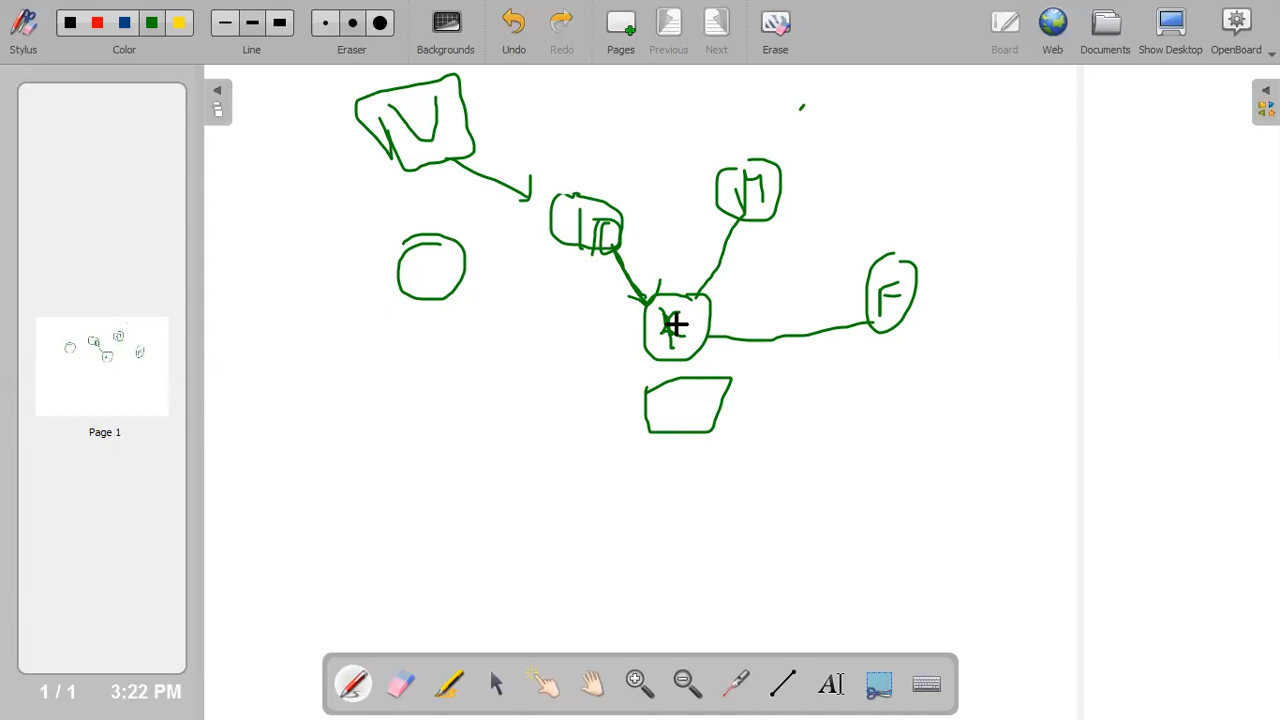 Stylus Color Line Eraser Backgrounds Undo Redo Pages Previous Next Erase Board Web Documents Show Desktop OpenBoard
N
M
F
Page 1
AI
1 / 1 3:22 PM